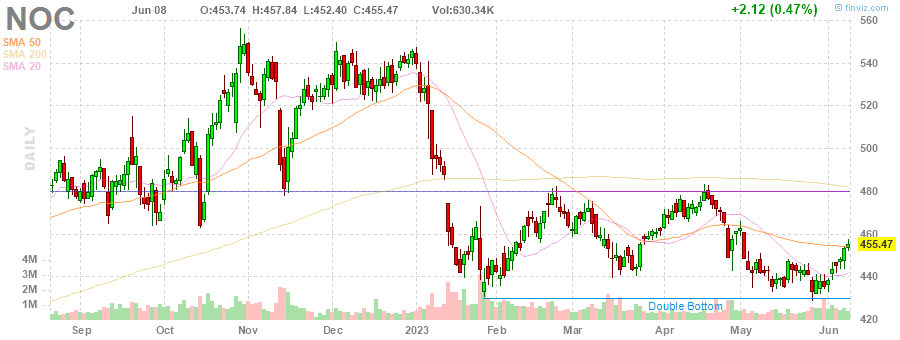 NOC Jun 08 O:453.74 H:457.84 L:452.40 C:455.47 Vol:630.34K +2.12 (0.47%) © finviz.com
SMA 50
SMA 200
SMA 20
DAILY
560
540
520
500
480
460
455.47
440
420
4M
3M
2M
1M
Double Bottom
Sep Oct Nov Dec 2023 Feb Mar Apr May Jun